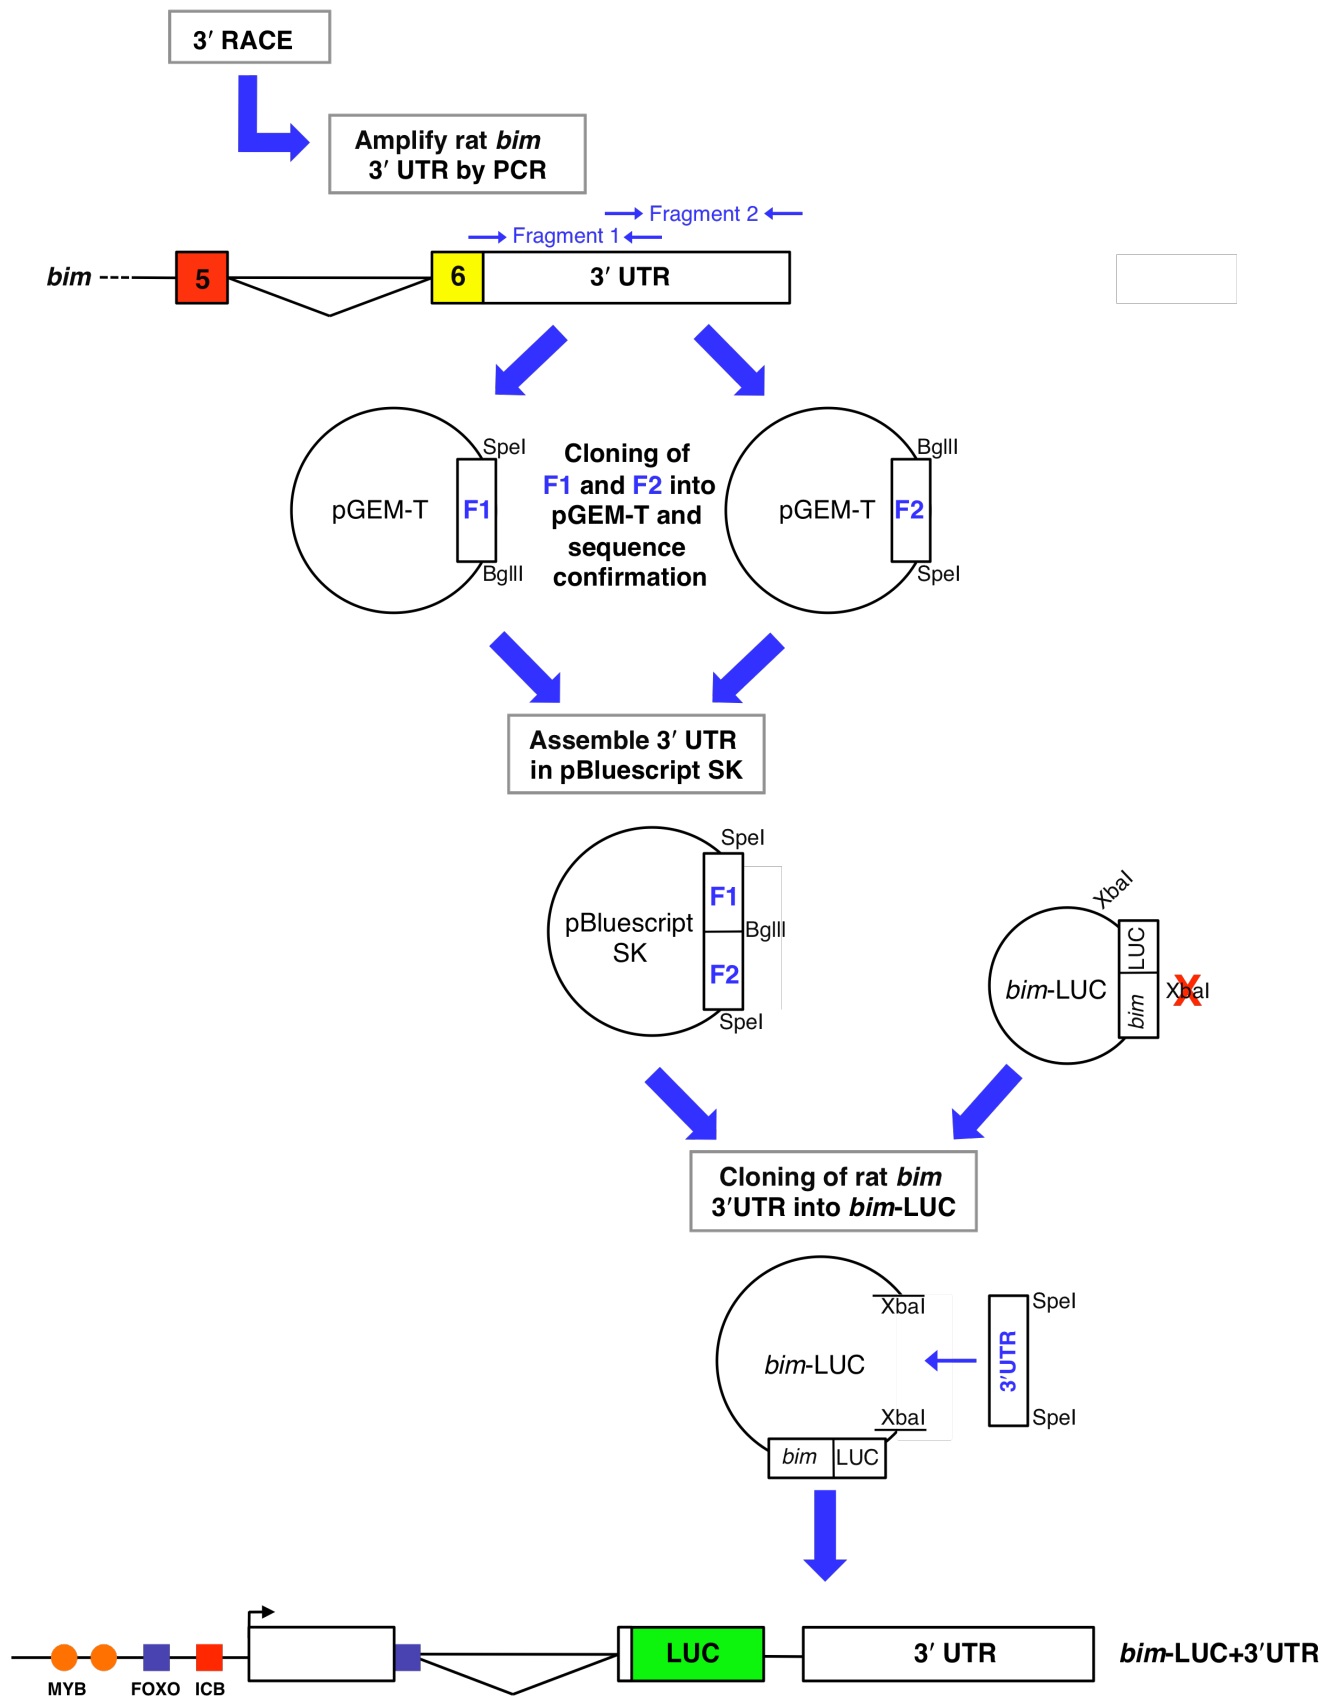 3′ RACE
Amplify rat bim
3′ UTR by PCR
Fragment 2
Fragment 1
bim
5
6
3′ UTR
SpeI
pGEM-T
F1
BglII
Cloning of
F1 and F2 into
pGEM-T and
sequence
confirmation
BglII
pGEM-T
F2
SpeI
Assemble 3′ UTR
in pBluescript SK
SpeI
F1
pBluescript
SK
BglII
F2
SpeI
XbaI
LUC
bim-LUC
XbaI
X
bim
Cloning of rat bim
3′UTR into bim-LUC
XbaI
SpeI
bim-LUC
3′UTR
XbaI
SpeI
bim
LUC
LUC
3′ UTR
bim-LUC+3′UTR
MYB
FOXO
ICB